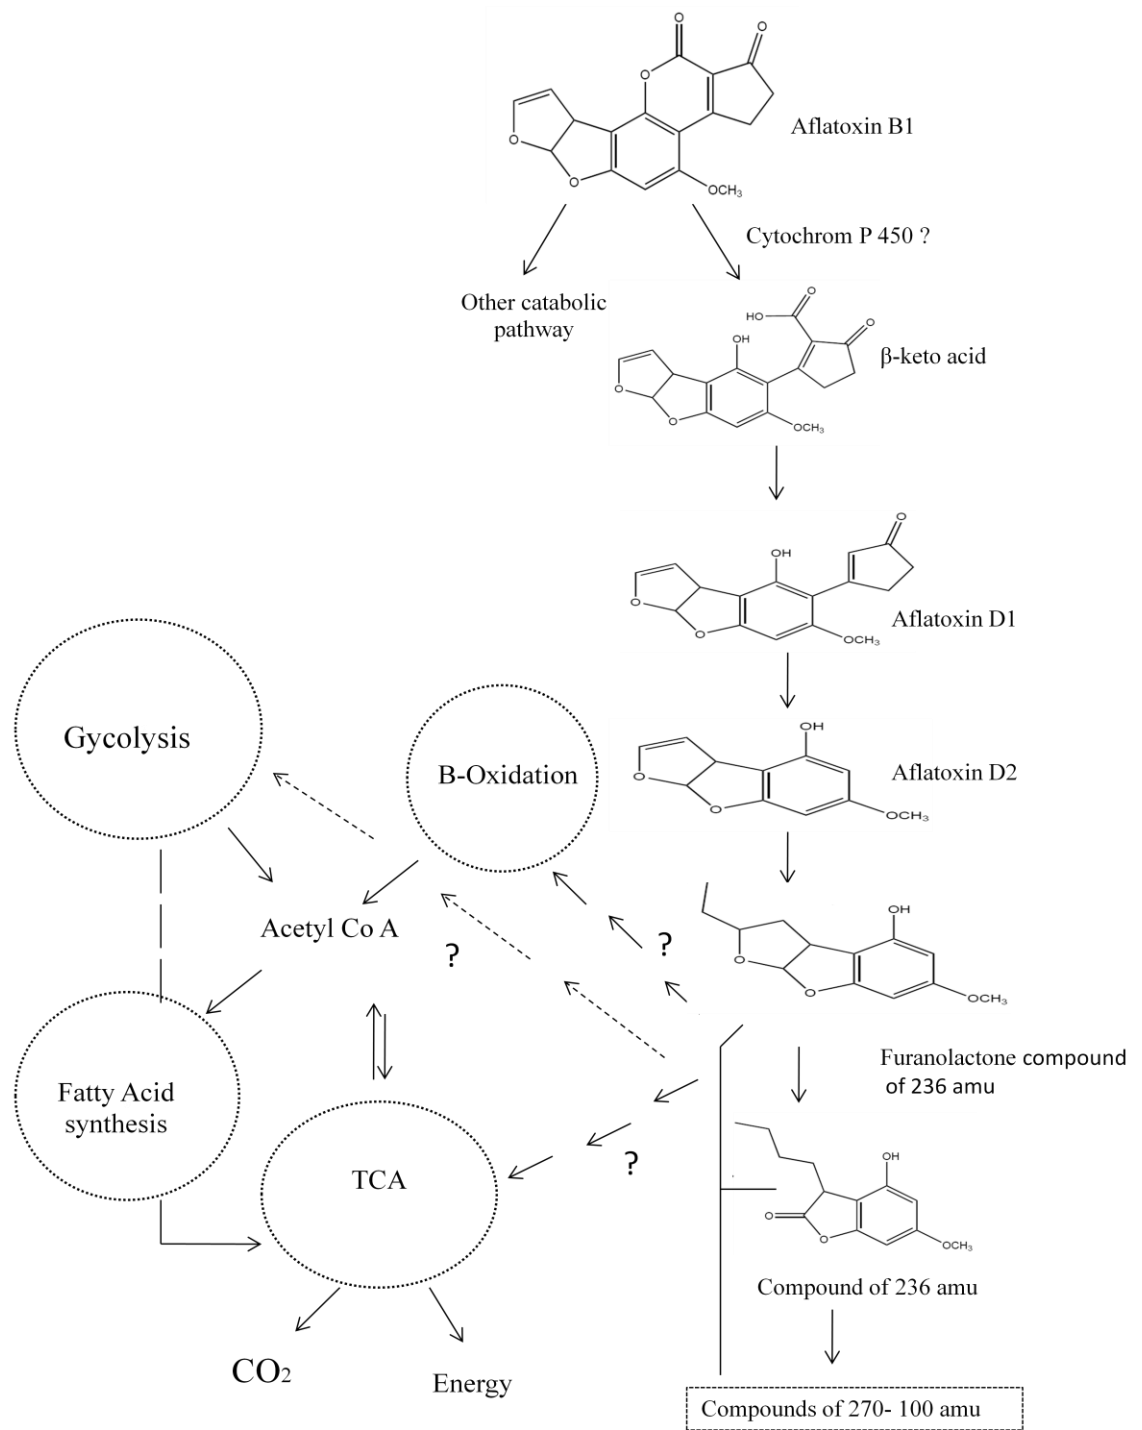 O
O
O
O
O
OCH3
Aflatoxin B1
Cytochrom P 450 ?
Other catabolic
pathway
O
HO
O
OH
O
O
OCH3
β-keto acid
O
OH
O
O
OCH3
Aflatoxin D1
Gycolysis
B-Oxidation
OH
O
O
OCH3
Aflatoxin D2
Acetyl Co A
?
?
OH
O
O
OCH3
Furanolactone compound
of 236 amu
Fatty Acid
synthesis
TCA
?
OH
O
O
OCH3
Compound of 236 amu
CO2
Energy
Compounds of 270- 100 amu